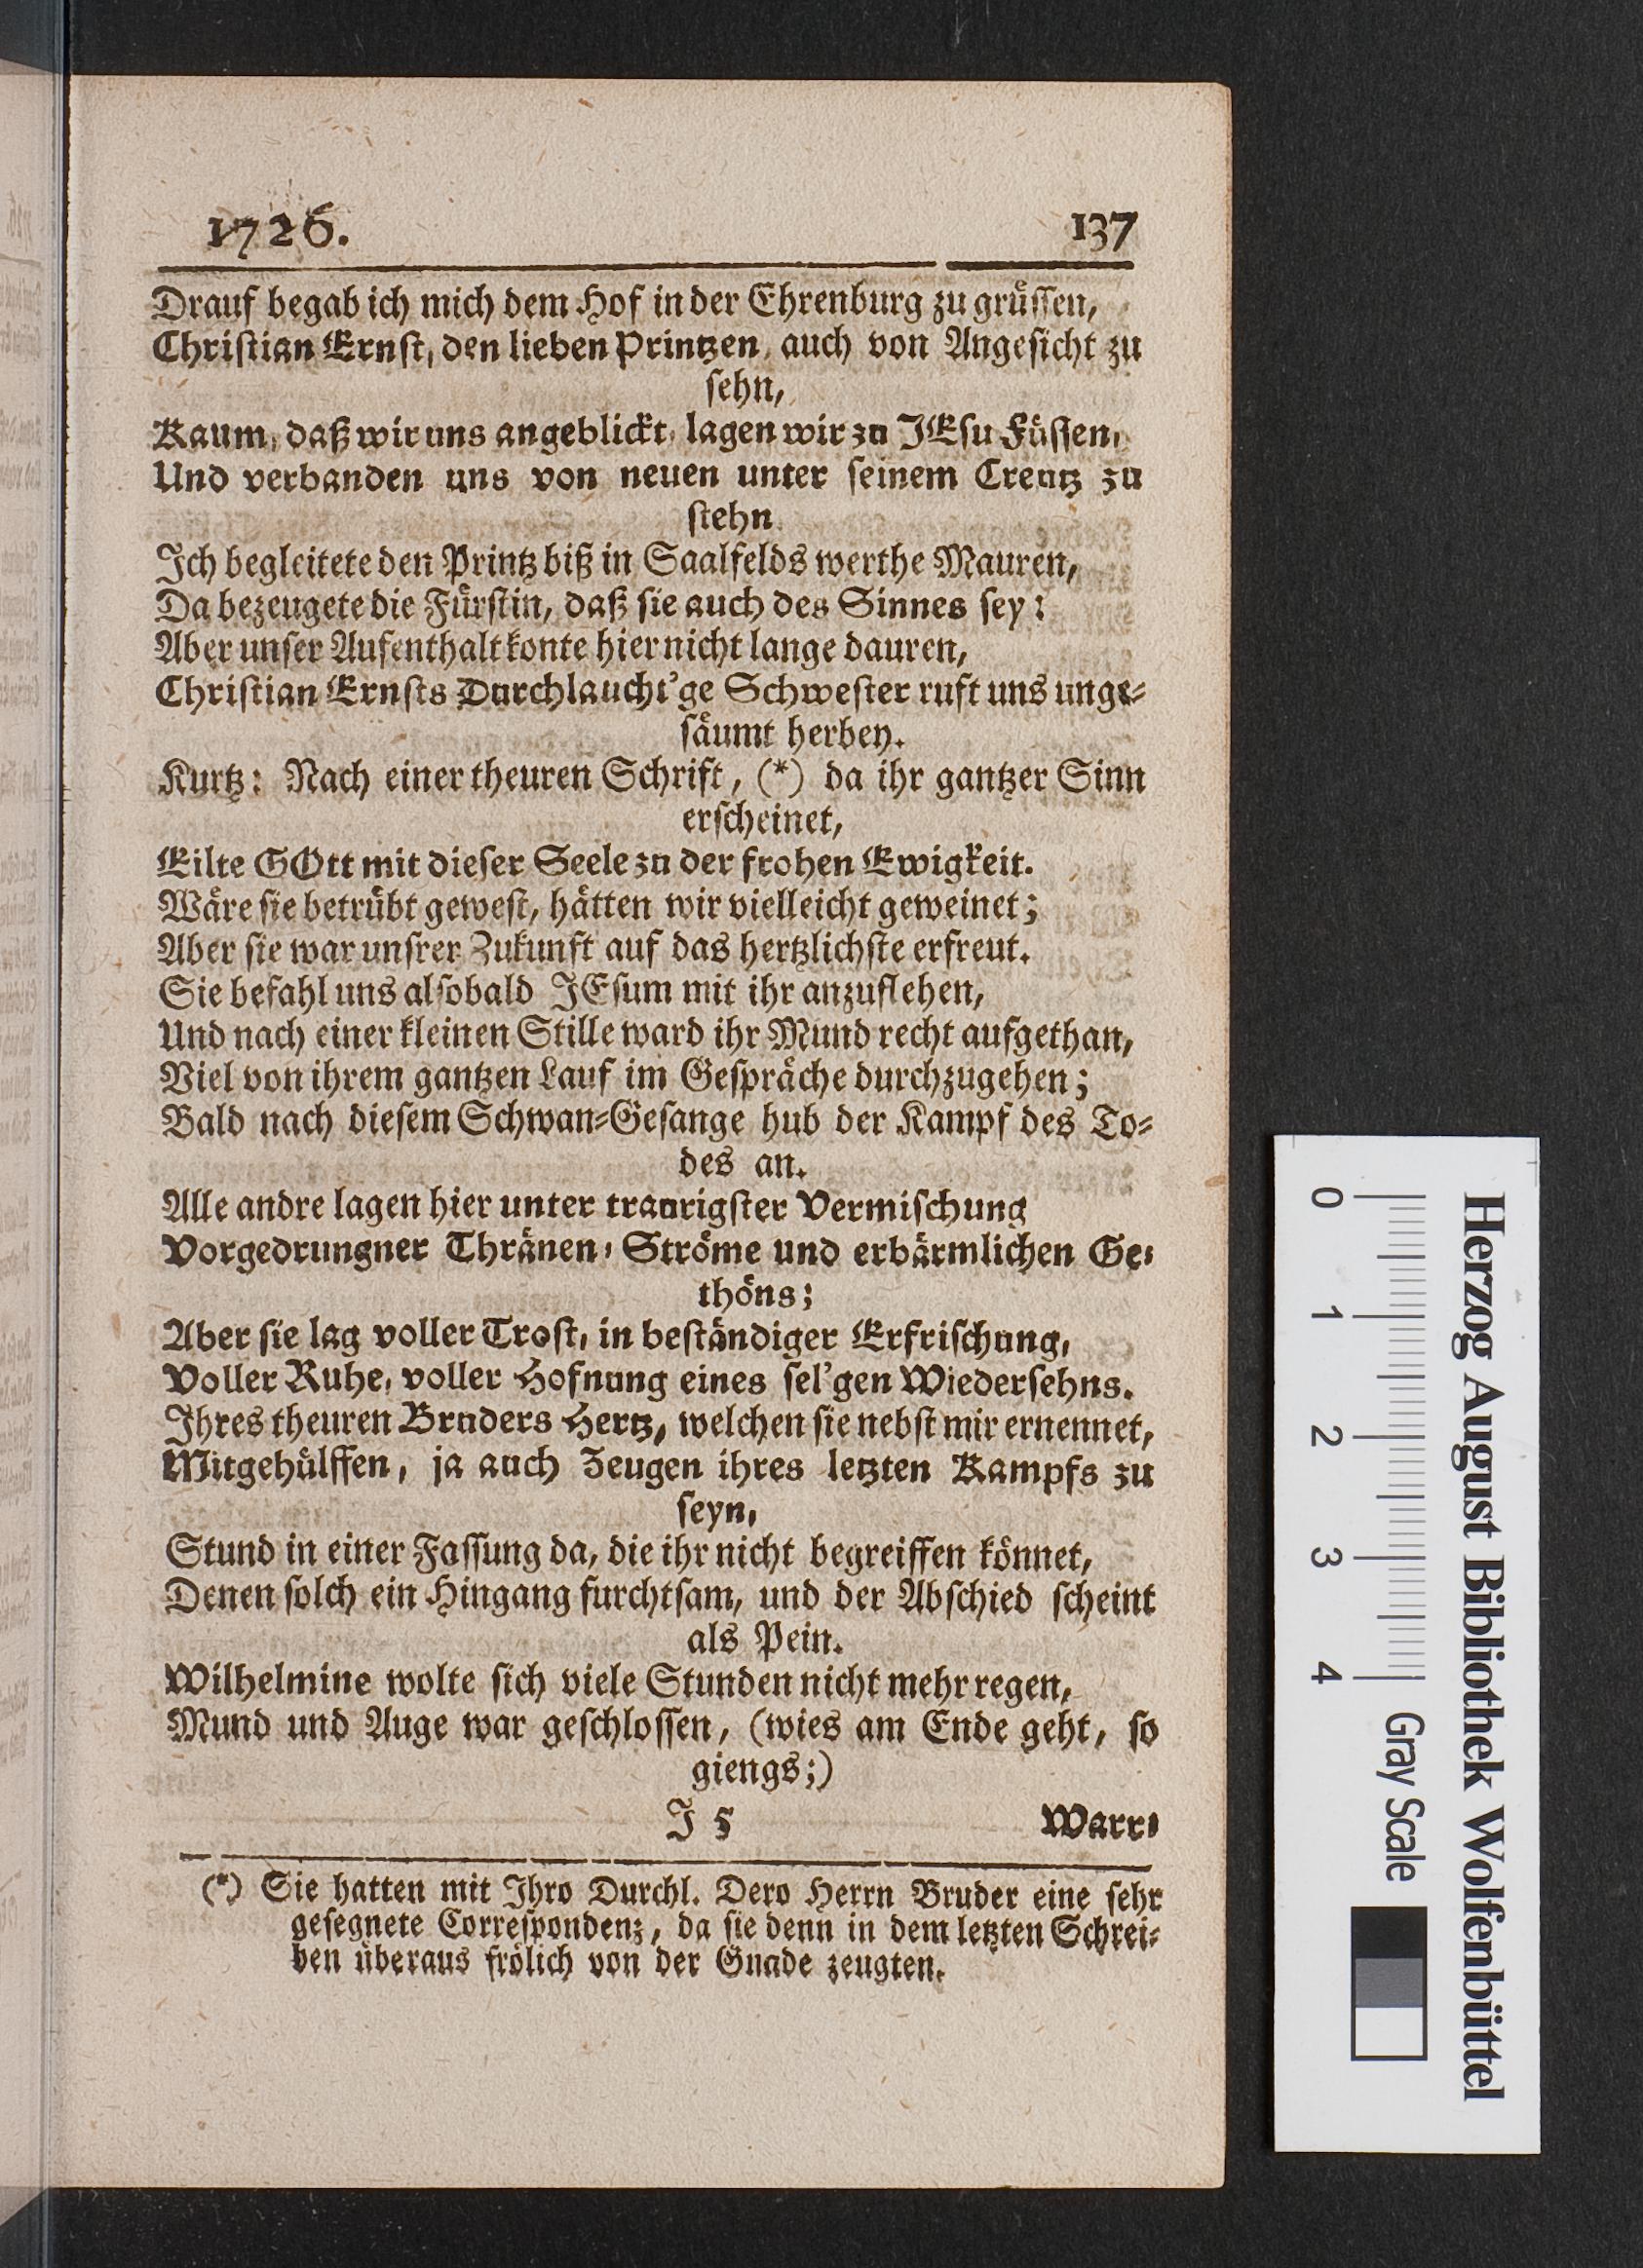 1726. 137
Drauf begab ich mich dem Hof in der Ehrenburg zu grüssen,
Christian Ernst, den lieben Printzen, auch von Angesicht zu
sehn,
Kaum, daß wir uns angeblickt, lagen wir zu JEsu Füssen,
Und verbanden uns von neuen unter seinem Creutz zu
stehn
Ich begleitete den Printz biß in Saalfelds werthe Mauren,
Da bezeugete die Fürstin, daß sie auch des Sinnes sey:
Aber unser Aufenthalt konte hier nicht lange dauren,
Christian Ernsts Durchlaucht'ge Schwester ruft uns unge-
säumt herbey.
Kurtz: Nach einer theuren Schrift, (*) da ihr gantzer Sinn
erscheinet,
Eilte GOtt mit dieser Seele zu der frohen Ewigkeit.
Wäre sie betrübt gewest, hätten wir vielleicht geweinet;
Aber sie war unsrer Zukunft auf das hertzlichste erfreut.
Sie befahl uns alsobald JEsum mit ihr anzuflehen,
Und nach einer kleinen Stille ward ihr Mund recht aufgethan,
Viel von ihrem gantzen Lauf im Gespräche durchzugehen;
Bald nach diesem Schwan-Gesange hub der Kampf des To-
des an.
Alle andre lagen hier unter traurigster Vermischung
Vorgedrungner Thränen-Ströme und erbärmlichen Ge-
thöns;
Aber sie lag voller Trost, in beständiger Erfrischung,
Voller Ruhe, voller Hofnung eines sel'gen Wiedersehns.
Ihres theuren Bruders Hertz, welchen sie nebst mir ernennet,
Mitgehülffen, ja auch Zeugen ihres letzten Kampfs zu
seyn,
Stund in einer Fassung da, die ihr nicht begreiffen könnet,
Denen solch ein Hingang furchtsam, und der Abschied scheint
als Pein.
Wilhelmine wolte sich viele Stunden nicht mehr regen,
Mund und Auge war geschlossen, (wies am Ende geht, so
giengs;)
J 5 Warr-
(*) Sie hatten mit Ihro Durchl. Dero Herrn Bruder eine sehr
gesegnete Correspondenz, da sie denn in dem letzten Schrei-
ben überaus frölich von der Gnade zeugten.
Herzog August Bibliothek Wolfenbüttel
0 1 2 3 4 Gray Scale